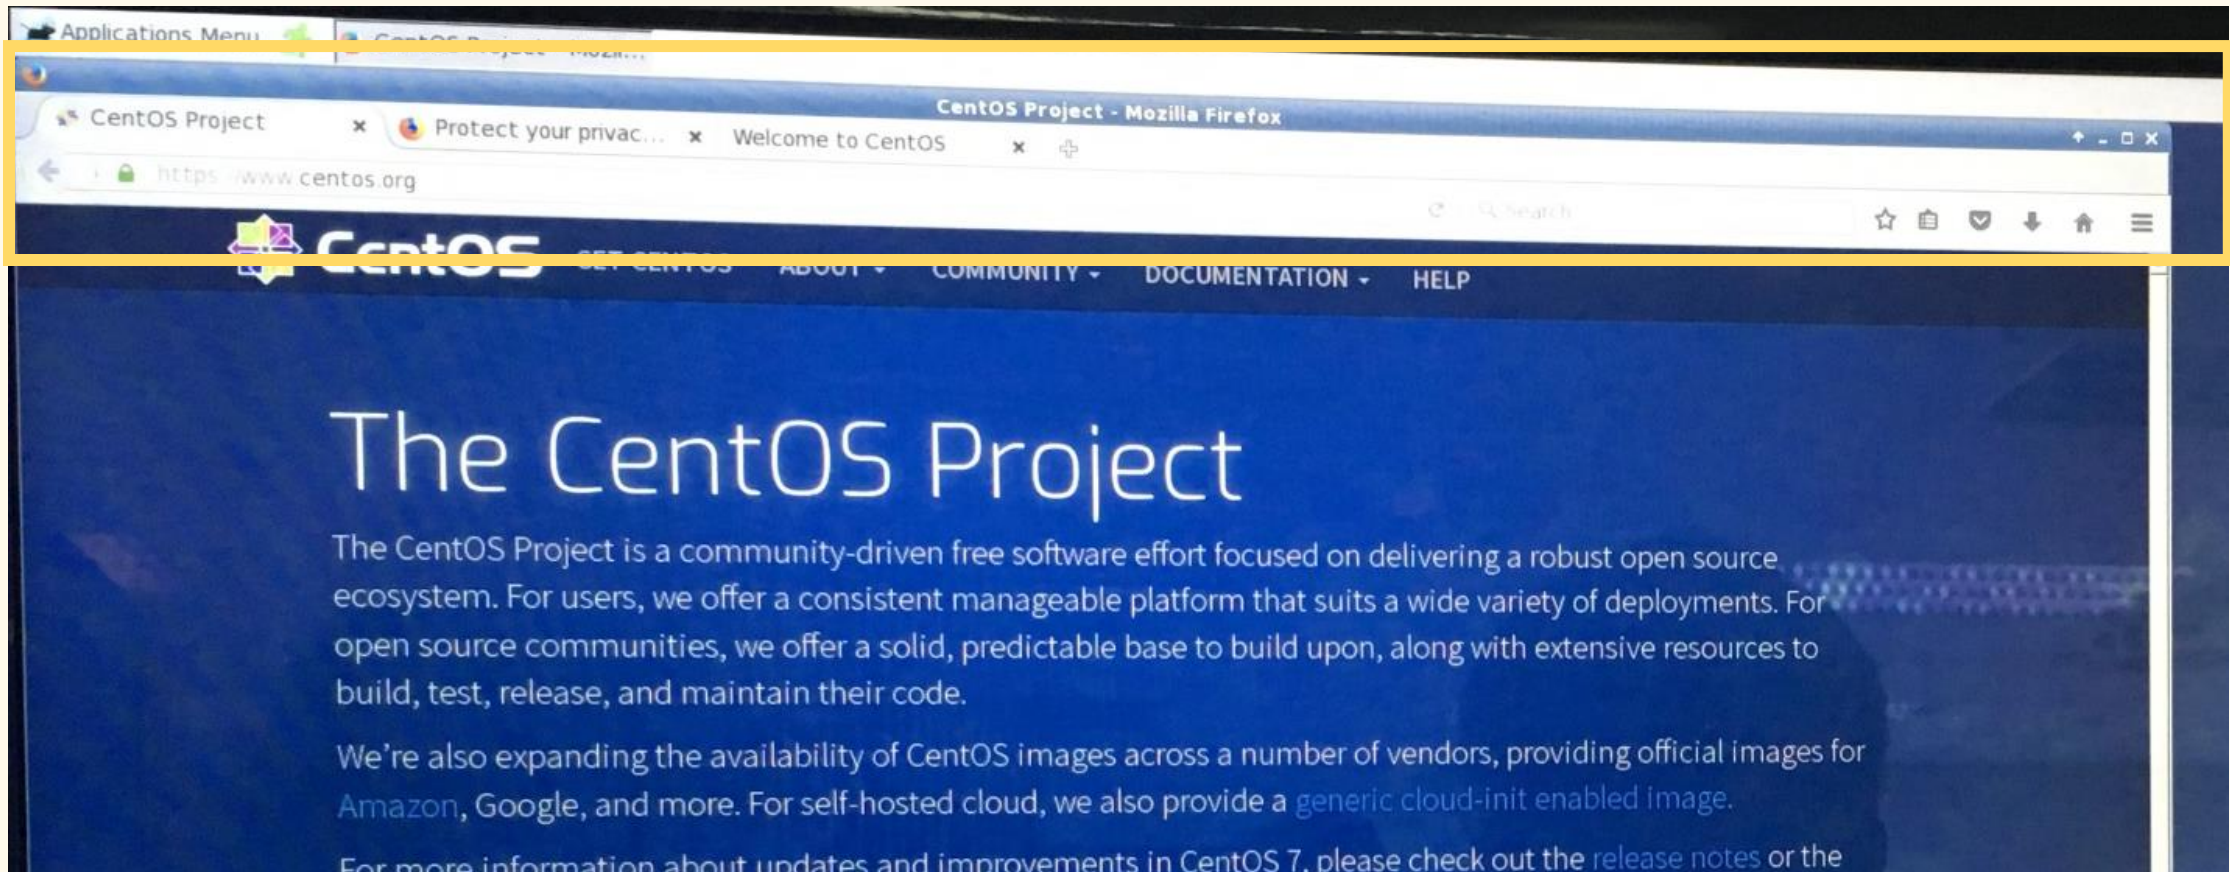 Applications Menu
CentOS Project - Mozilla Firefox
CentOS Project
Protect your privac...
Welcome to CentOS
https www.centos.org
Search
CentOS GET CENTOS ABOUT COMMUNITY DOCUMENTATION HELP
The CentOS Project
The CentOS Project is a community-driven free software effort focused on delivering a robust open source
ecosystem. For users, we offer a consistent manageable platform that suits a wide variety of deployments. For
open source communities, we offer a solid, predictable base to build upon, along with extensive resources to
build, test, release, and maintain their code.
We're also expanding the availability of CentOS images across a number of vendors, providing official images for
Amazon, Google, and more. For self-hosted cloud, we also provide a generic cloud-init enabled image.
For more information about updates and improvements in CentOS 7, please check out the release notes or the